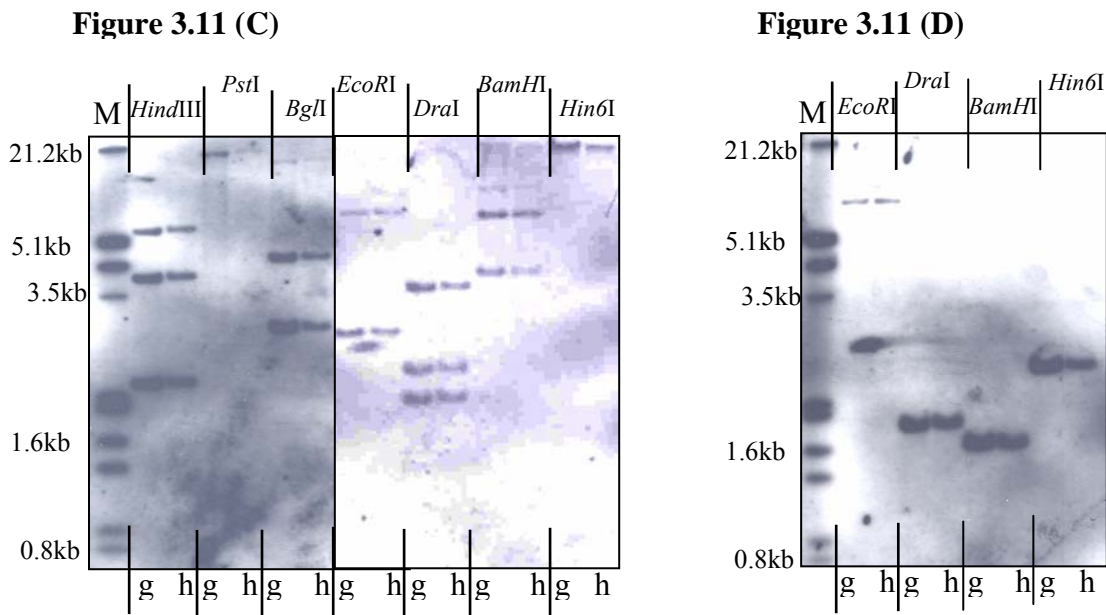 Figure 3.11 (C)
Figure 3.11 (D)
M HindIII PstI BglI EcoRI DraI BamHI Hin6I
21.2kb
5.1kb
3.5kb
1.6kb
0.8kb
g h g h g h g h g h g h g h
M EcoRI DraI BamHI Hin6I
21.2kb
5.1kb
3.5kb
1.6kb
0.8kb
g h g h g h g h